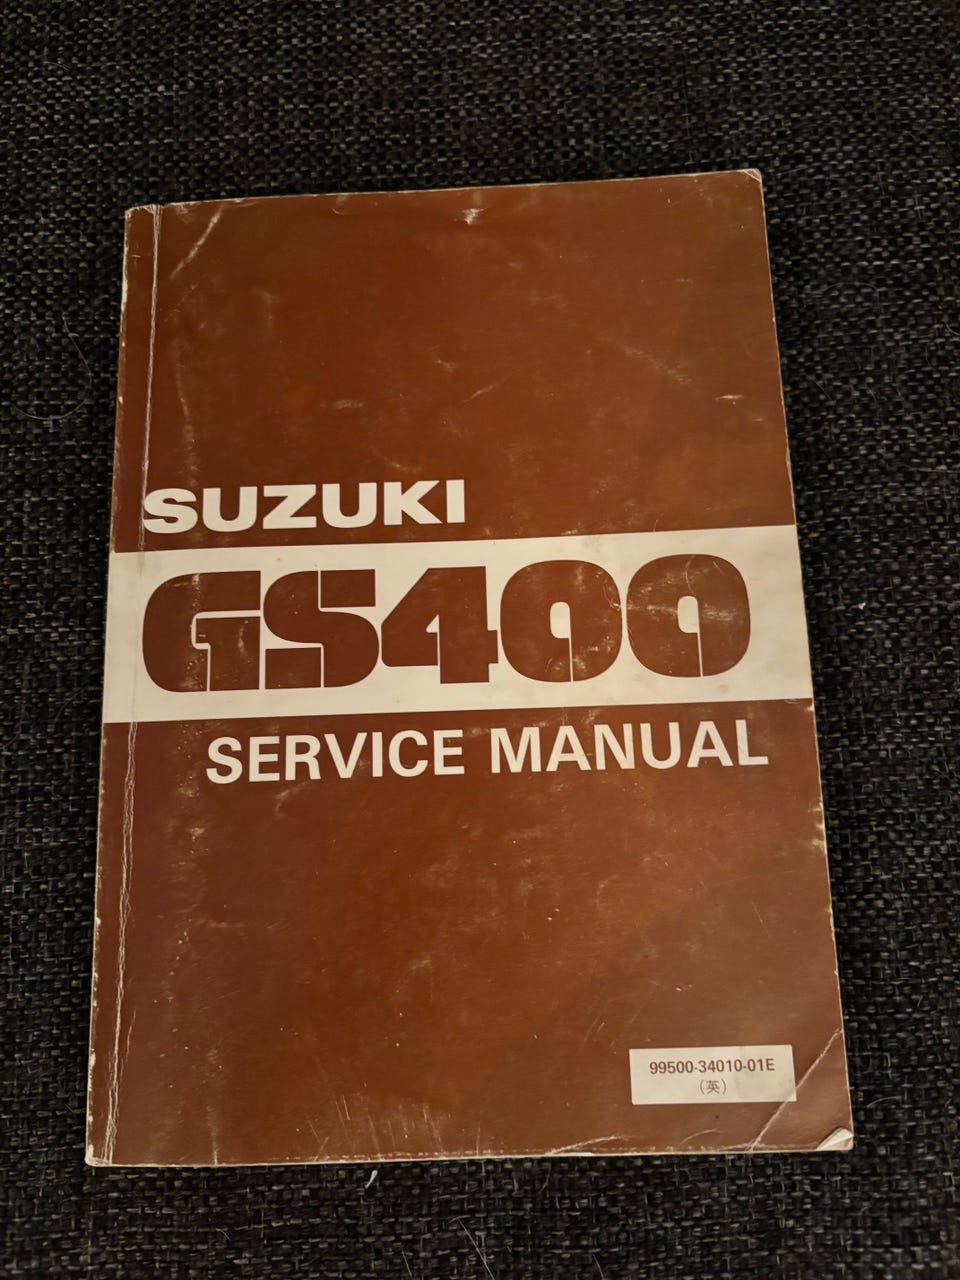 SUZUKI
GS400
SERVICE MANUAL
99500-34010-01E
(英)